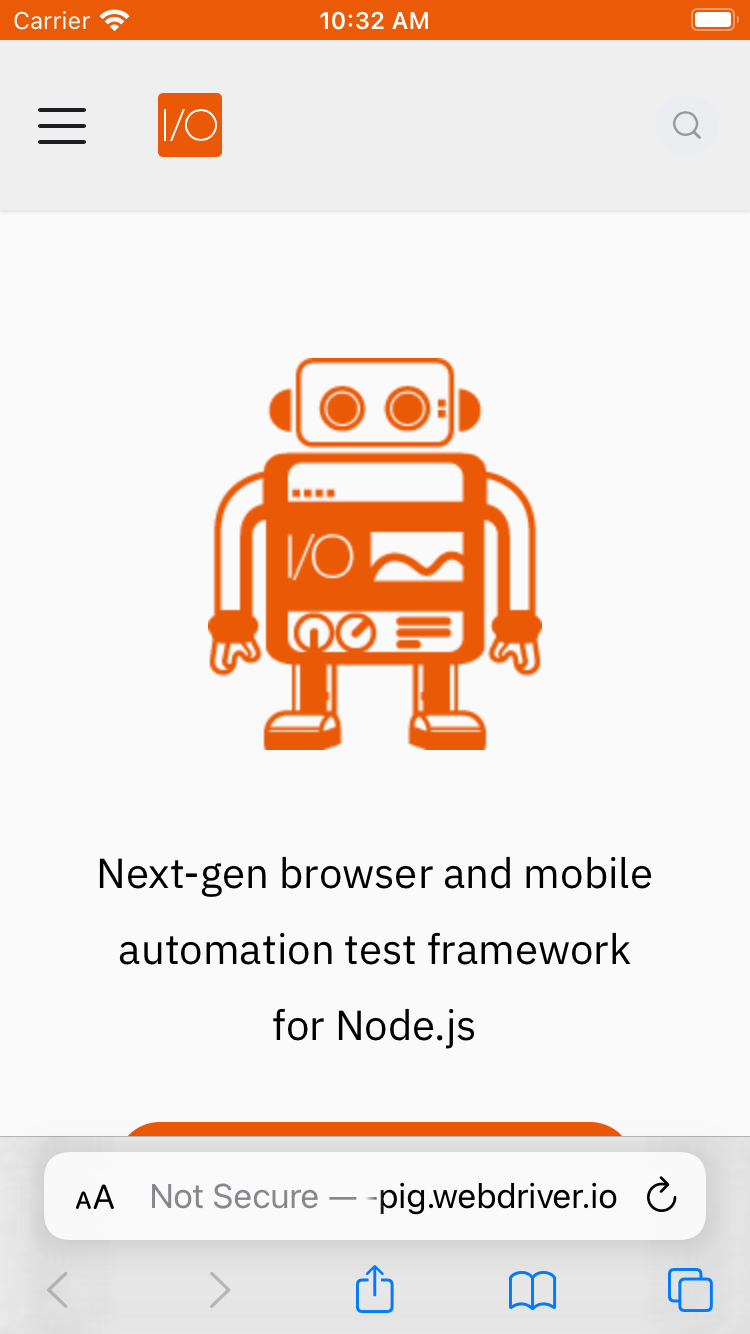 Carrier 10:32 AM
I/O
I/O
Next-gen browser and mobile
automation test framework
for Node.js
AA Not Secure — -pig.webdriver.io